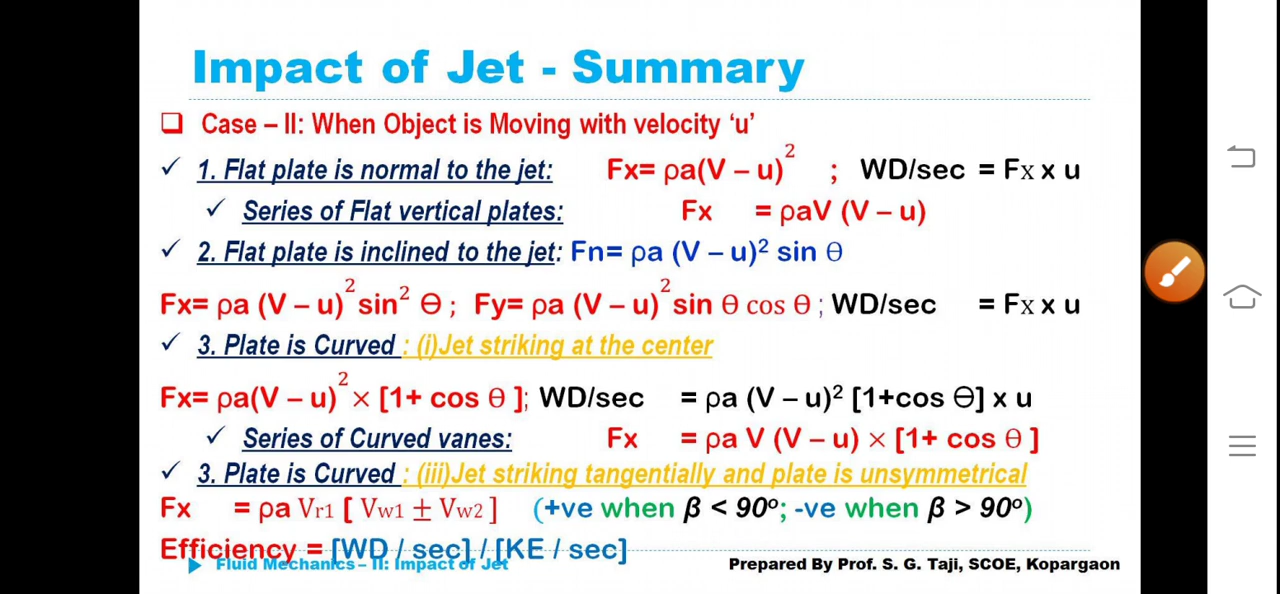 Impact of Jet - Summary
❑ Case – II: When Object is Moving with velocity ‘u’
✓ 1. Flat plate is normal to the jet: Fx= ρa(V – u)² ; WD/sec = Fx x u
✓ Series of Flat vertical plates: Fx = ρaV (V – u)
✓ 2. Flat plate is inclined to the jet: Fn= ρa (V – u)² sin Ɵ
Fx= ρa (V – u)² sin² Ɵ ; Fy= ρa (V – u)² sin Ɵ cos Ɵ ; WD/sec = Fx x u
✓ 3. Plate is Curved : (i)Jet striking at the center
Fx= ρa(V – u)² × [1+ cos Ɵ ]; WD/sec = ρa (V – u)² [1+cos Ɵ] x u
✓ Series of Curved vanes: Fx = ρa V (V – u) × [1+ cos Ɵ ]
✓ 3. Plate is Curved : (iii)Jet striking tangentially and plate is unsymmetrical
Fx = ρa Vr1 [ Vw1 ± Vw2 ] (+ve when β < 90º; -ve when β > 90º)
Efficiency = [WD / sec] / [KE / sec]
Fluid Mechanics – II: Impact of Jet Prepared By Prof. S. G. Taji, SCOE, Kopargaon